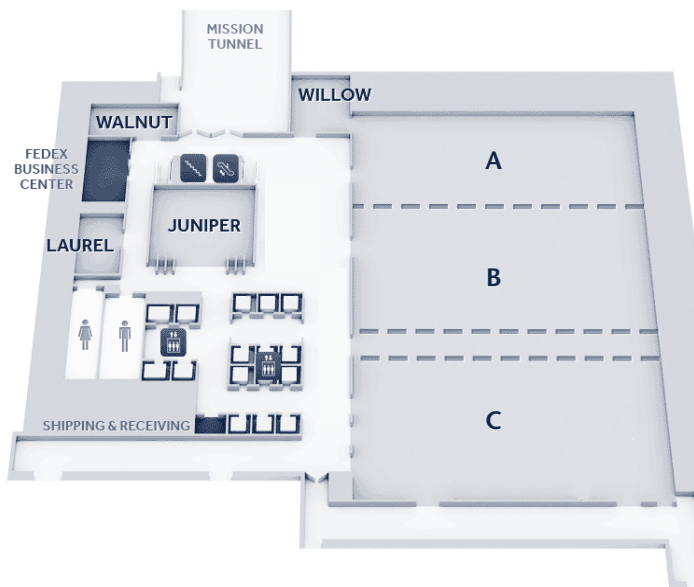 MISSION
TUNNEL
WILLOW
WALNUT
A
FEDEX
BUSINESS
CENTER
JUNIPER
LAUREL
B
C
SHIPPING & RECEIVING